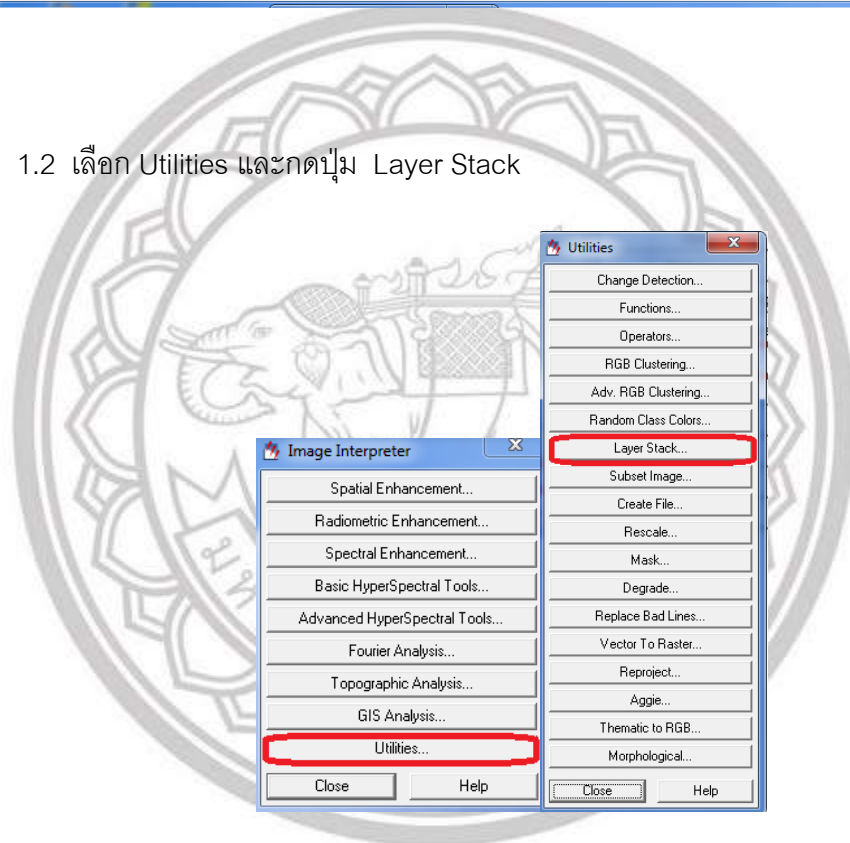 1.2 เลือก Utilities และกดปุ่ม Layer Stack
Image Interpreter
Spatial Enhancement...
Radiometric Enhancement...
Spectral Enhancement...
Basic HyperSpectral Tools...
Advanced HyperSpectral Tools...
Fourier Analysis...
Topographic Analysis...
GIS Analysis...
Utilities...
Close Help
Utilities
Change Detection...
Functions...
Operators...
RGB Clustering...
Adv. RGB Clustering...
Random Class Colors...
Layer Stack...
Subset Image...
Create File...
Rescale...
Mask...
Degrade...
Replace Bad Lines...
Vector To Raster...
Reproject...
Aggie...
Thematic to RGB...
Morphological...
Close Help